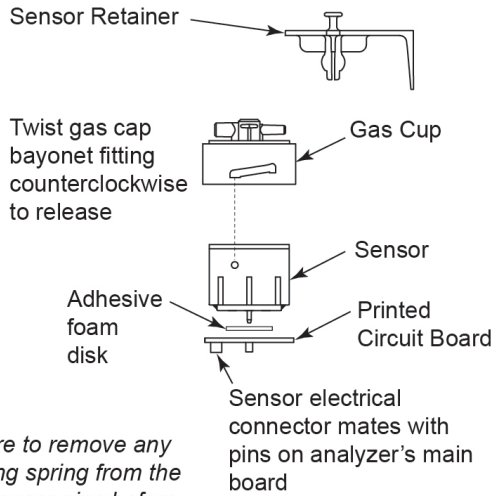 Sensor Retainer
Twist gas cap
bayonet fitting
counterclockwise
to release
Gas Cup
Sensor
Adhesive
foam
disk
Printed
Circuit Board
Sensor electrical
connector mates with
pins on analyzer's main
board
re to remove any
ng spring from the